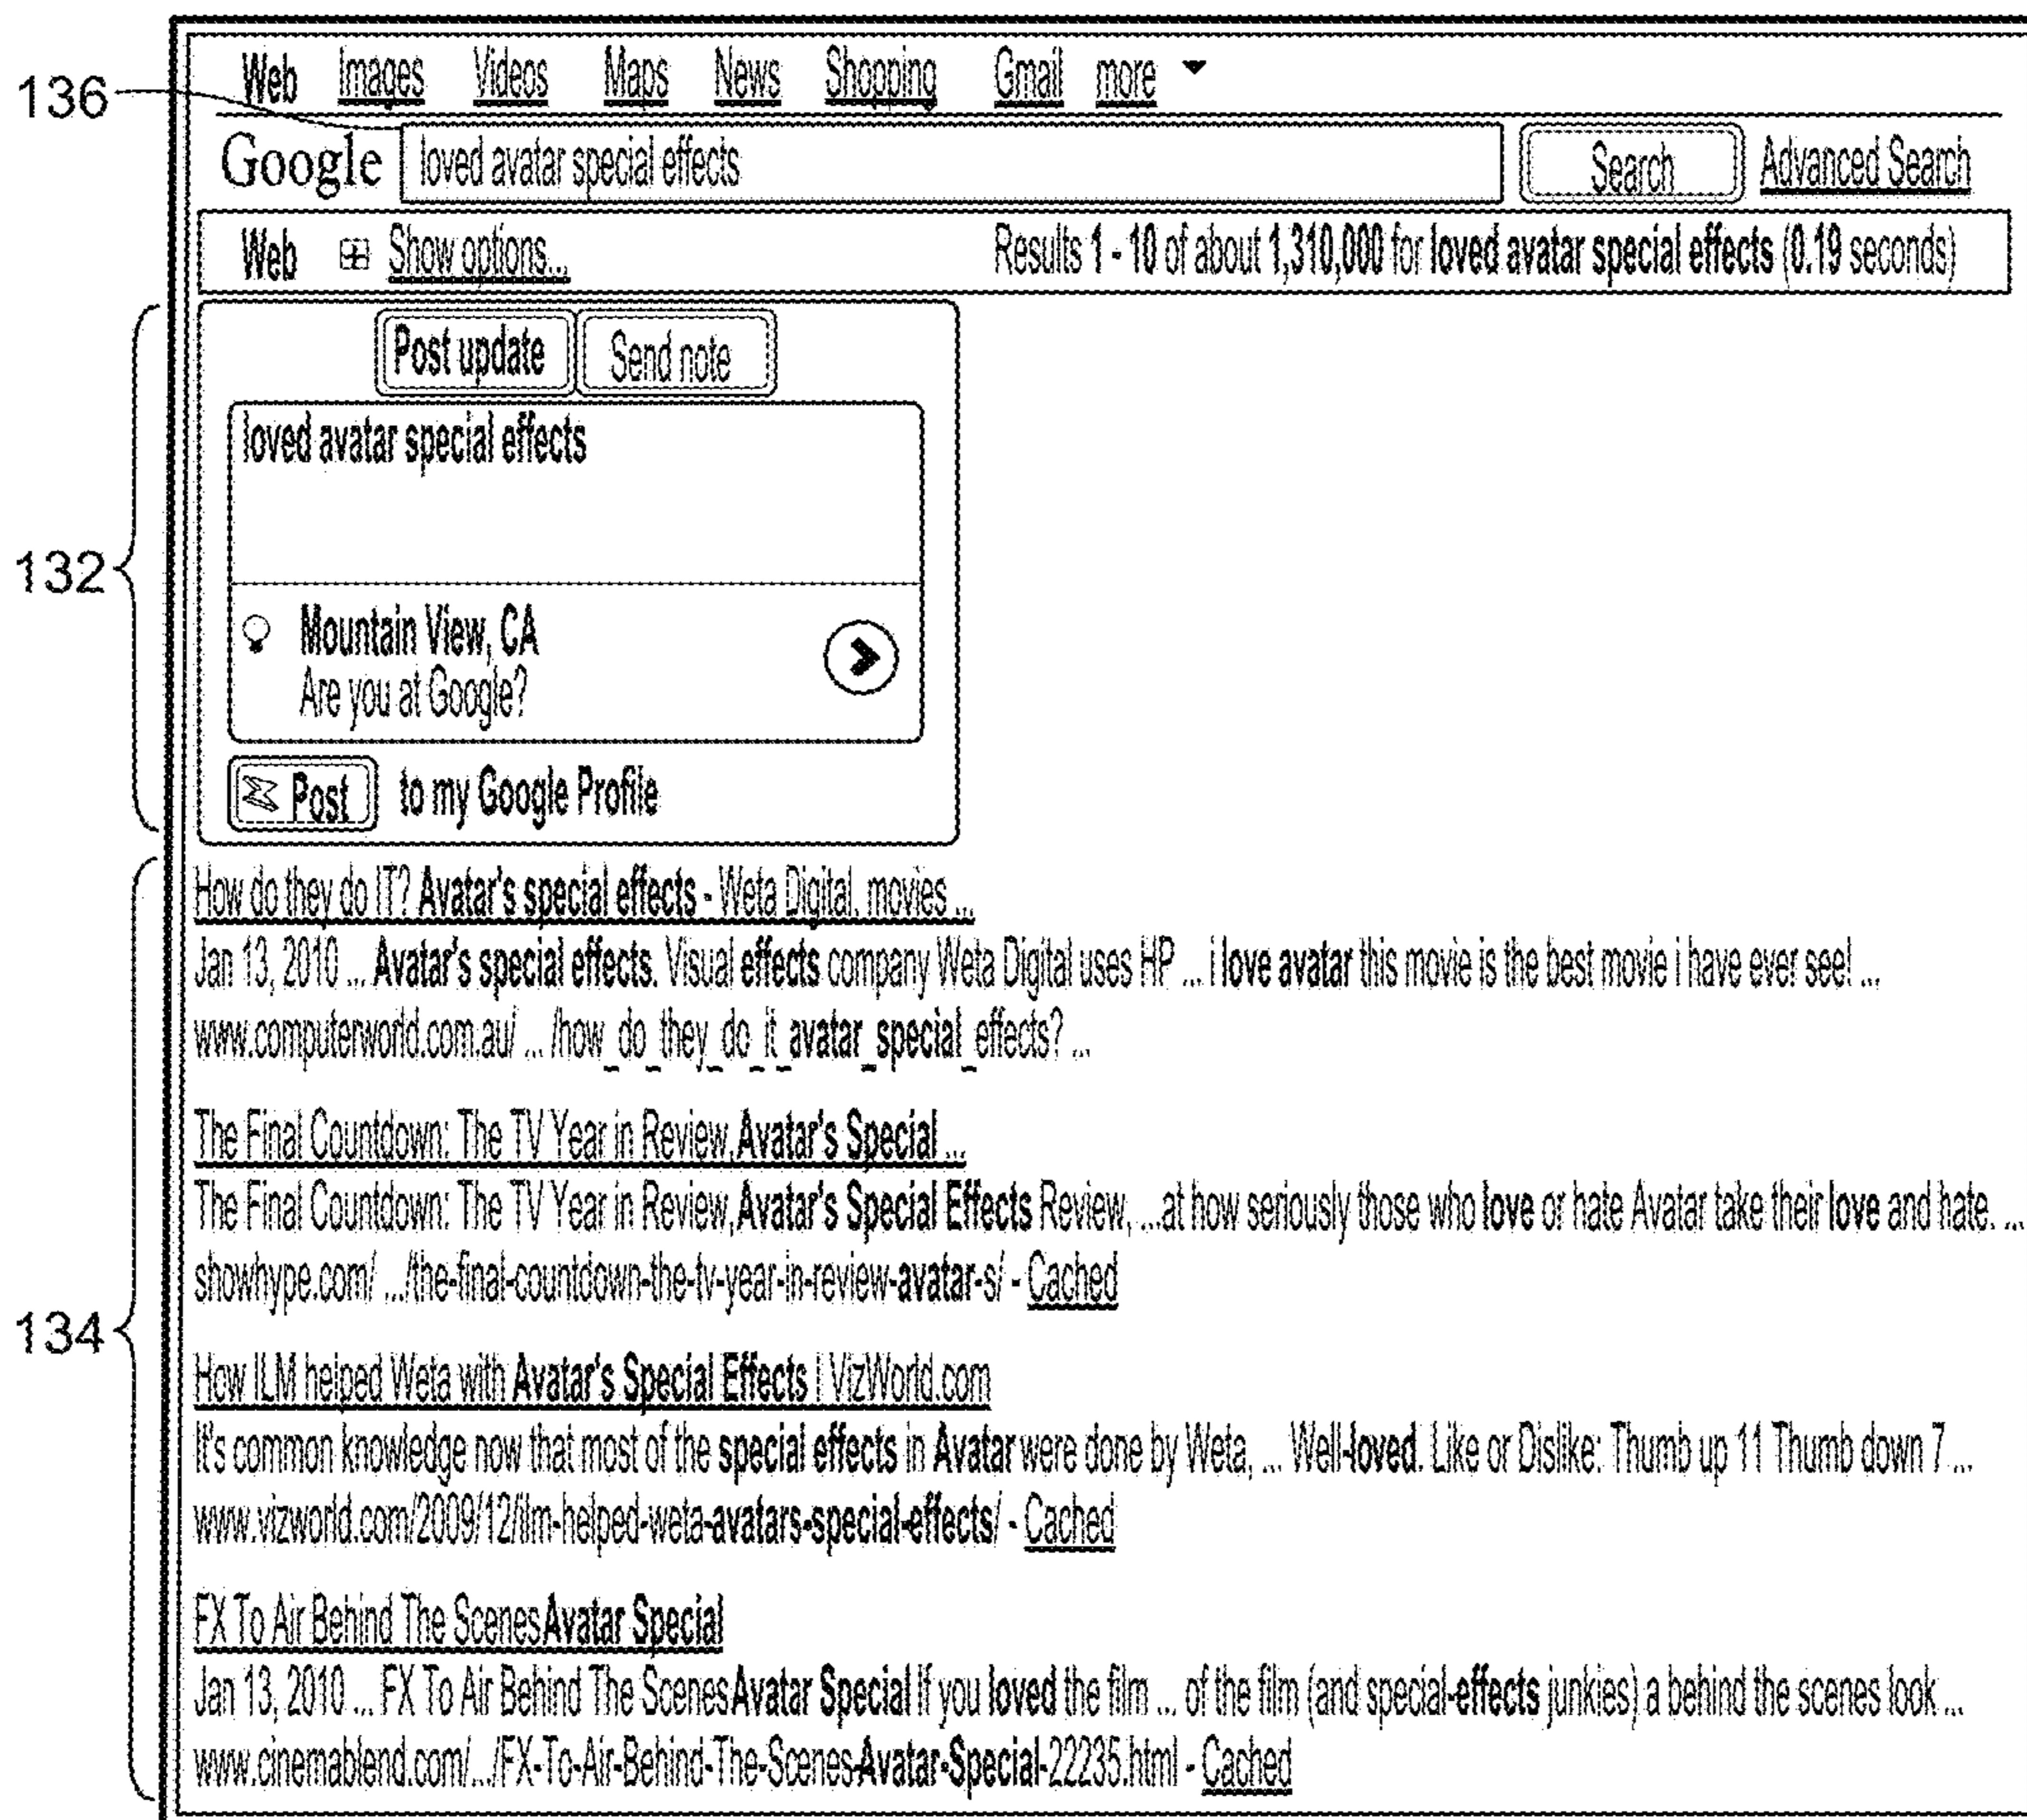 136
Web Images Videos Maps News Shopping Gmail more
Google loved avatar special effects Search Advanced Search
Web Show options... Results 1 - 10 of about 1,310,000 for loved avatar special effects (0.19 seconds)
132
Post update Send note
loved avatar special effects
Mountain View, CA
Are you at Google?
Post to my Google Profile
134
How do they do IT? Avatar's special effects - Weta Digital. movies ...
Jan 13, 2010 ... Avatar's special effects. Visual effects company Weta Digital uses HP ... i love avatar this movie is the best movie i have ever see! ...
www.computerworld.com.au/ ... /how_do_they_do_it_avatar_special_effects? ...
The Final Countdown: The TV Year in Review,Avatar's Special ...
The Final Countdown: The TV Year in Review,Avatar's Special Effects Review, ...at how seriously those who love or hate Avatar take their love and hate. ...
showhype.com/ .../the-final-countdown-the-tv-year-in-review-avatar-s/ - Cached
How ILM helped Weta with Avatar's Special Effects | VizWorld.com
It's common knowledge now that most of the special effects in Avatar were done by Weta, ... Well-loved. Like or Dislike: Thumb up 11 Thumb down 7 ...
www.vizworld.com/2009/12/ilm-helped-weta-avatars-special-effects/ - Cached
FX To Air Behind The Scenes Avatar Special
Jan 13, 2010 ... FX To Air Behind The Scenes Avatar Special If you loved the film ... of the film (and special-effects junkies) a behind the scenes look ...
www.cinemablend.com/.../FX-To-Air-Behind-The-Scenes-Avatar-Special-22235.html - Cached